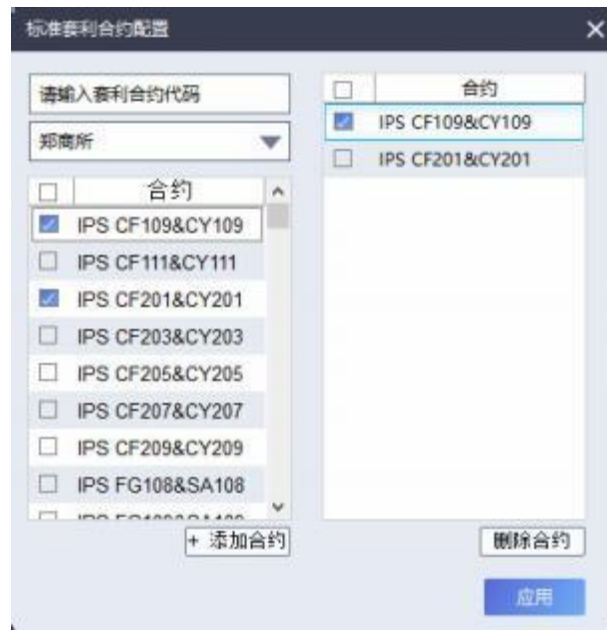 标准套利合约配置
请输入套利合约代码
郑商所
合约
IPS CF109&CY109
IPS CF111&CY111
IPS CF201&CY201
IPS CF203&CY203
IPS CF205&CY205
IPS CF207&CY207
IPS CF209&CY209
IPS FG108&SA108
+ 添加合约
合约
IPS CF109&CY109
IPS CF201&CY201
删除合约
应用